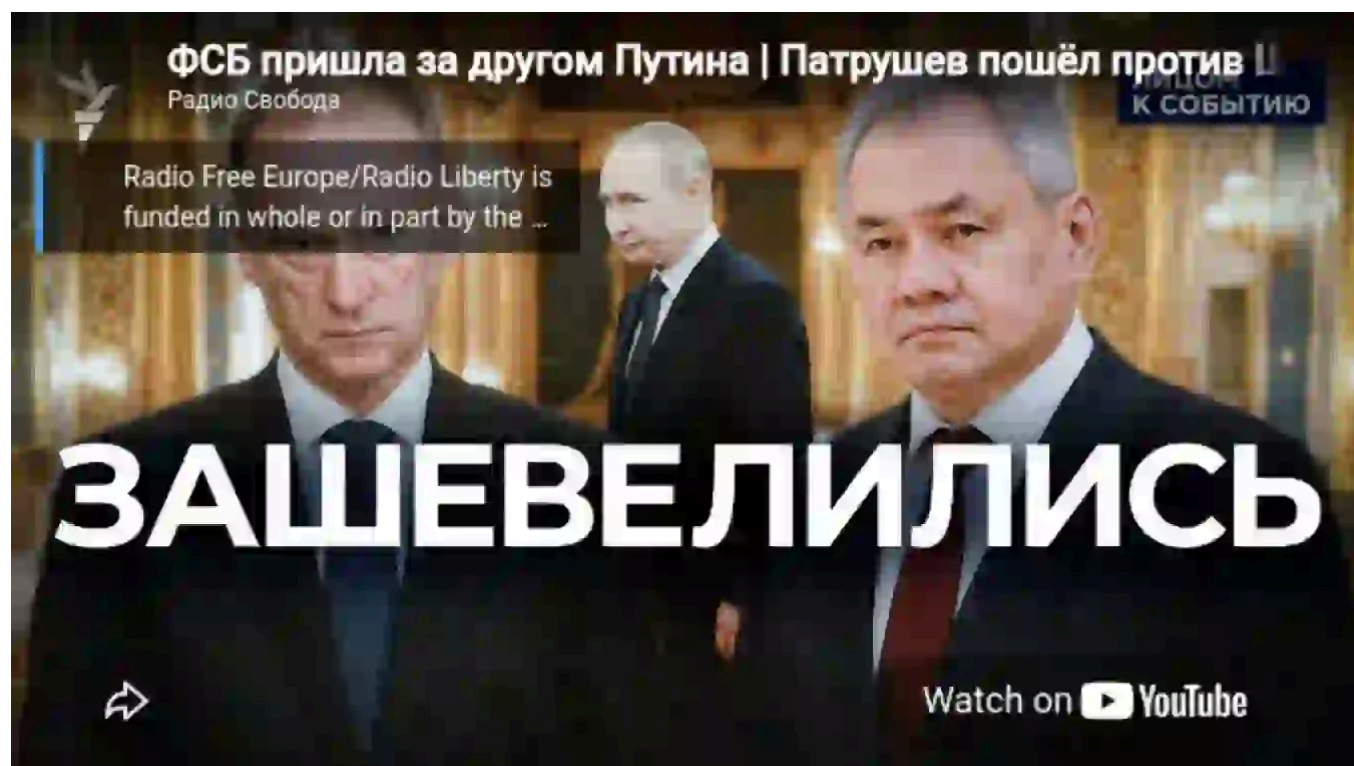 ФСБ пришла за другом Путина | Патрушев пошёл против
Радио Свобода
ЛИЦОМ
К СОБЫТИЮ
Radio Free Europe/Radio Liberty is
funded in whole or in part by the ...
ЗАШЕВЕЛИЛИСЬ
Watch on YouTube